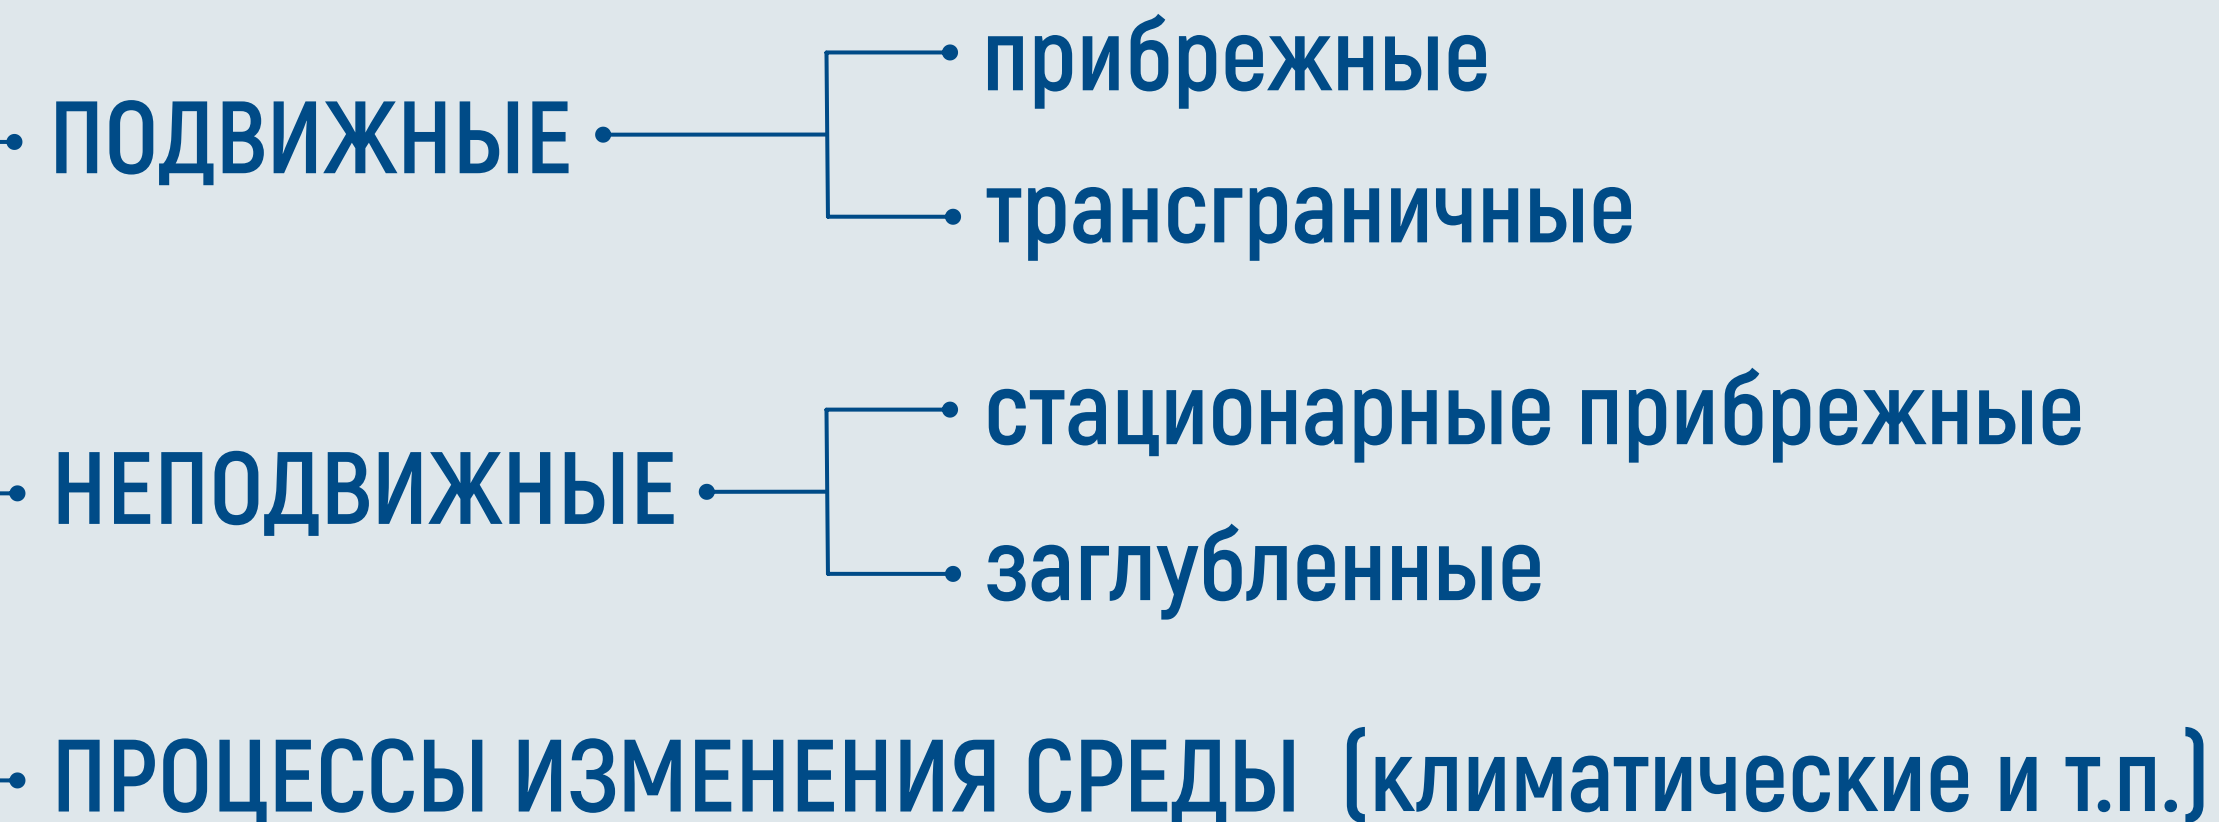 прибрежные
ПОДВИЖНЫЕ
трансграничные
стационарные прибрежные
НЕПОДВИЖНЫЕ
заглубленные
ПРОЦЕССЫ ИЗМЕНЕНИЯ СРЕДЫ (климатические и т.п.)